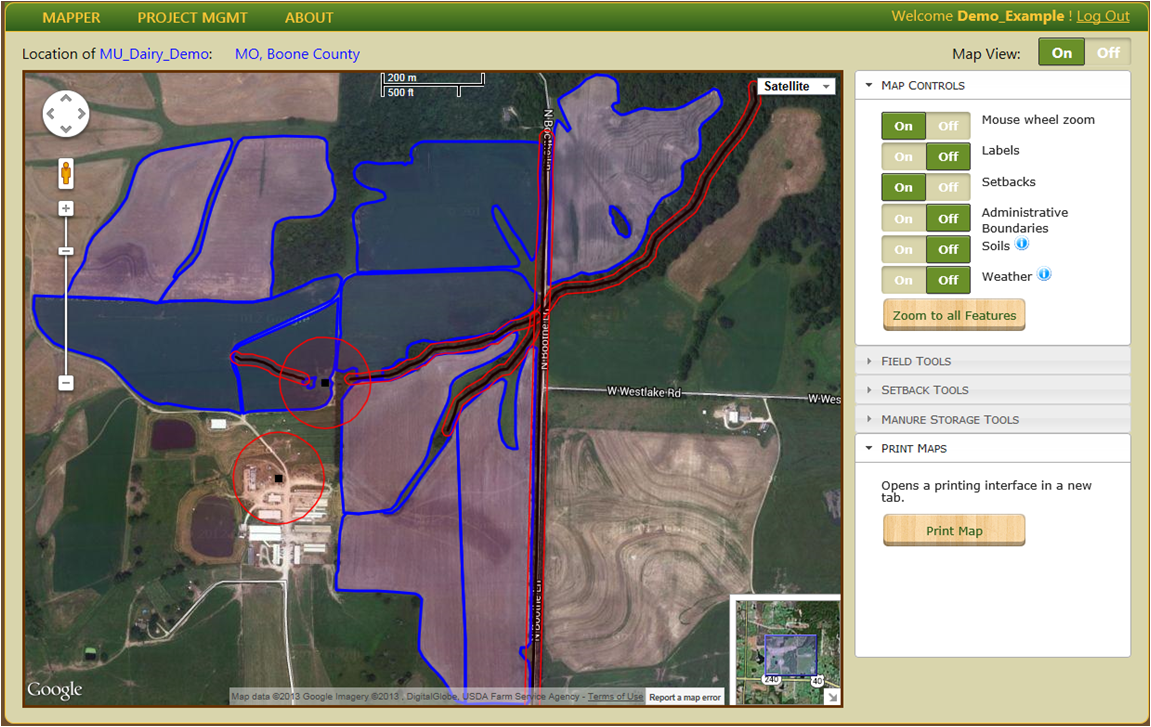 MAPPER PROJECT MGMT ABOUT
Welcome Demo_Example ! Log Out
Location of MU_Dairy_Demo: MO, Boone County
Map View: On Off
200 m
500 ft
Satellite
N Boothe Ln
W Westlake Rd
W Wes
N Boothe Ln
240
40
Google
Map data ©2013 Google Imagery ©2013 , DigitalGlobe, USDA Farm Service Agency - Terms of Use
Report a map error
MAP CONTROLS
On Off Mouse wheel zoom
On Off Labels
On Off Setbacks
On Off Administrative
Boundaries
On Off Soils
On Off Weather
Zoom to all Features
FIELD TOOLS
SETBACK TOOLS
MANURE STORAGE TOOLS
PRINT MAPS
Opens a printing interface in a new
tab.
Print Map